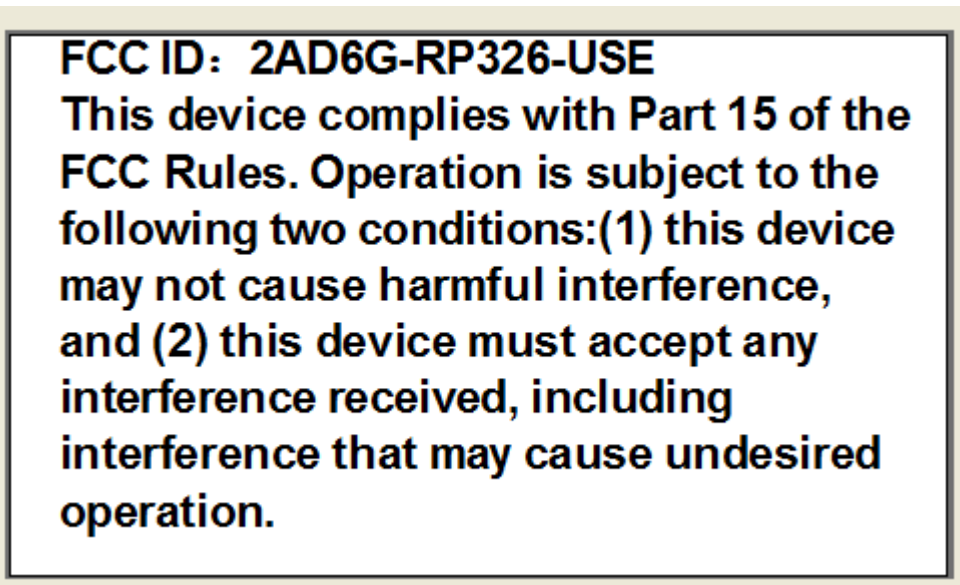 FCC ID：2AD6G-RP326-USE
This device complies with Part 15 of the
FCC Rules. Operation is subject to the
following two conditions:(1) this device
may not cause harmful interference,
and (2) this device must accept any
interference received, including
interference that may cause undesired
operation.